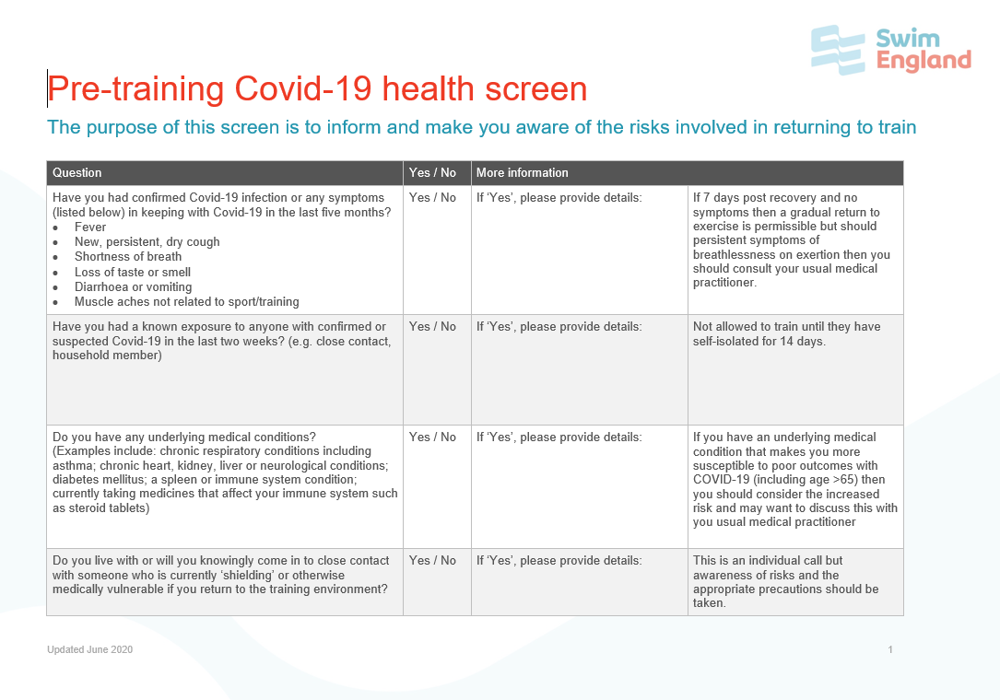 Swim
England
Pre-training Covid-19 health screen
The purpose of this screen is to inform and make you aware of the risks involved in returning to train
Question
Yes / No
More information
Have you had confirmed Covid-19 infection or any symptoms
(listed below) in keeping with Covid-19 in the last five months?
• Fever
• New, persistent, dry cough
• Shortness of breath
• Loss of taste or smell
• Diarrhoea or vomiting
• Muscle aches not related to sport/training
Yes / No
If ‘Yes’, please provide details:
If 7 days post recovery and no
symptoms then a gradual return to
exercise is permissible but should
persistent symptoms of
breathlessness on exertion then you
should consult your usual medical
practitioner.
Have you had a known exposure to anyone with confirmed or
suspected Covid-19 in the last two weeks? (e.g. close contact,
household member)
Yes / No
If ‘Yes’, please provide details:
Not allowed to train until they have
self-isolated for 14 days.
Do you have any underlying medical conditions?
(Examples include: chronic respiratory conditions including
asthma; chronic heart, kidney, liver or neurological conditions;
diabetes mellitus; a spleen or immune system condition;
currently taking medicines that affect your immune system such
as steroid tablets)
Yes / No
If ‘Yes’, please provide details:
If you have an underlying medical
condition that makes you more
susceptible to poor outcomes with
COVID-19 (including age >65) then
you should consider the increased
risk and may want to discuss this with
you usual medical practitioner
Do you live with or will you knowingly come in to close contact
with someone who is currently ‘shielding’ or otherwise
medically vulnerable if you return to the training environment?
Yes / No
If ‘Yes’, please provide details:
This is an individual call but
awareness of risks and the
appropriate precautions should be
taken.
Updated June 2020
1